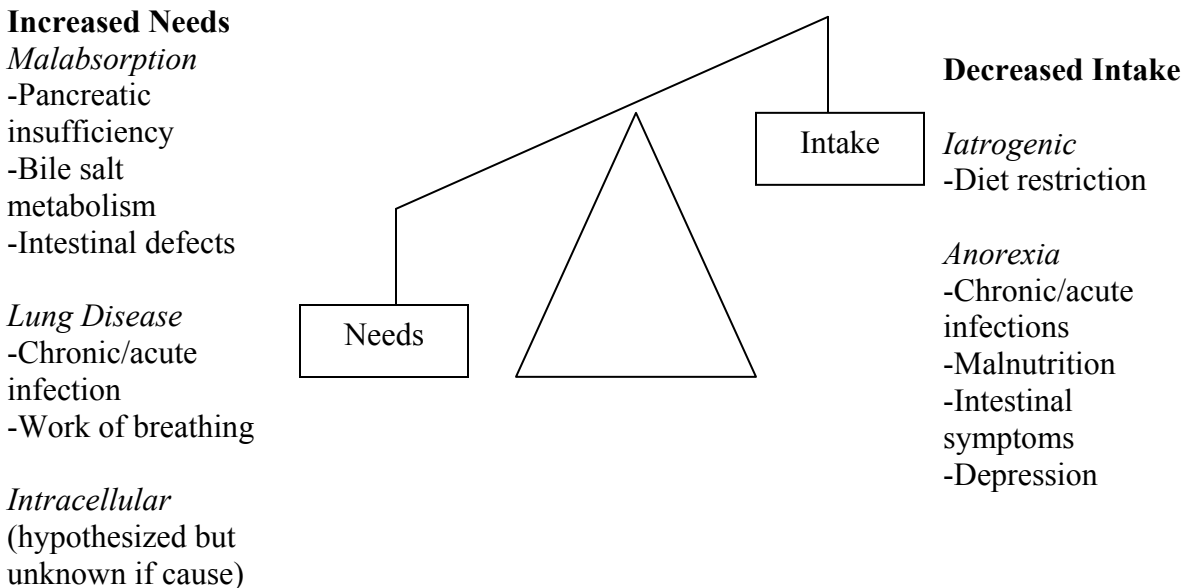 Increased Needs
Malabsorption
-Pancreatic
insufficiency
-Bile salt
metabolism
-Intestinal defects
Lung Disease
-Chronic/acute
infection
-Work of breathing
Intracellular
(hypothesized but
unknown if cause)
Needs
Intake
Decreased Intake
Iatrogenic
-Diet restriction
Anorexia
-Chronic/acute
infections
-Malnutrition
-Intestinal
symptoms
-Depression